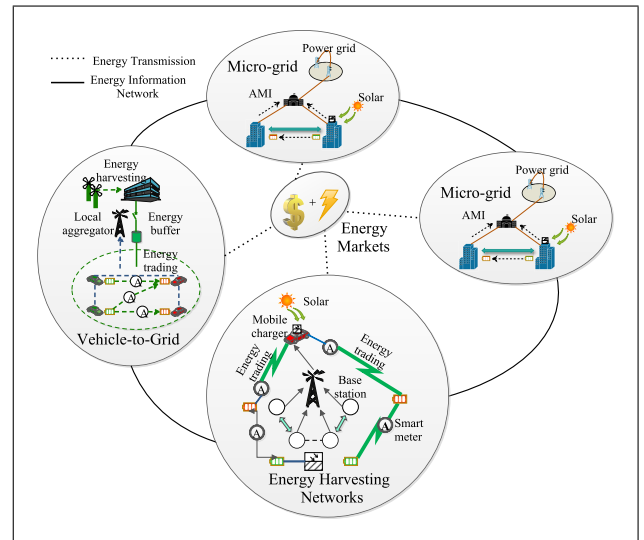 Energy Transmission
Energy Information
Network
Power grid
Micro-grid
AMI
Solar
Energy
harvesting
Local
aggregator
Energy
buffer
Energy
trading
A
A
A
Vehicle-to-Grid
$
+
Energy
Markets
Power grid
Micro-grid
AMI
Solar
Solar
Mobile
charger
A
Energy
trading
Energy
trading
A
Base
station
A
A
Smart
meter
Energy Harvesting
Networks